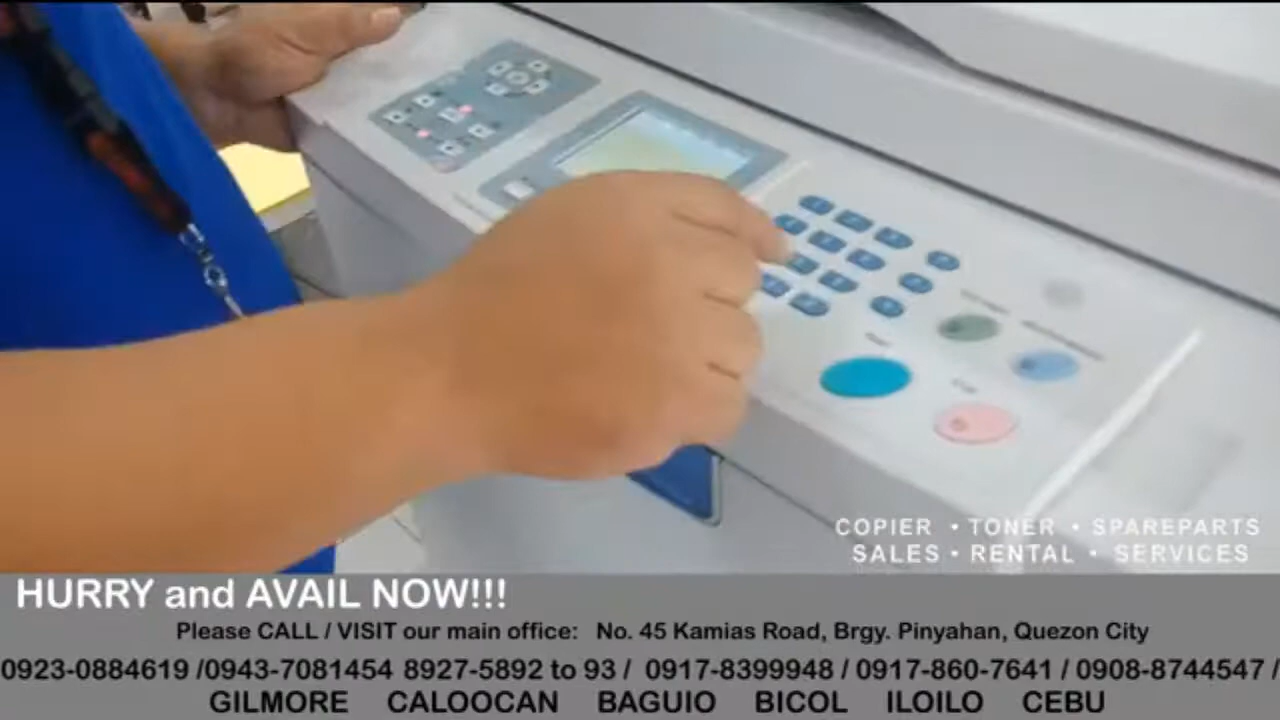 COPIER • TONER • SPAREPARTS
SALES • RENTAL • SERVICES
HURRY and AVAIL NOW!!!
Please CALL / VISIT our main office: No. 45 Kamias Road, Brgy. Pinyahan, Quezon City
0923-0884619 /0943-7081454 8927-5892 to 93 / 0917-8399948 / 0917-860-7641 / 0908-8744547 /
GILMORE CALOOCAN BAGUIO BICOL ILOILO CEBU